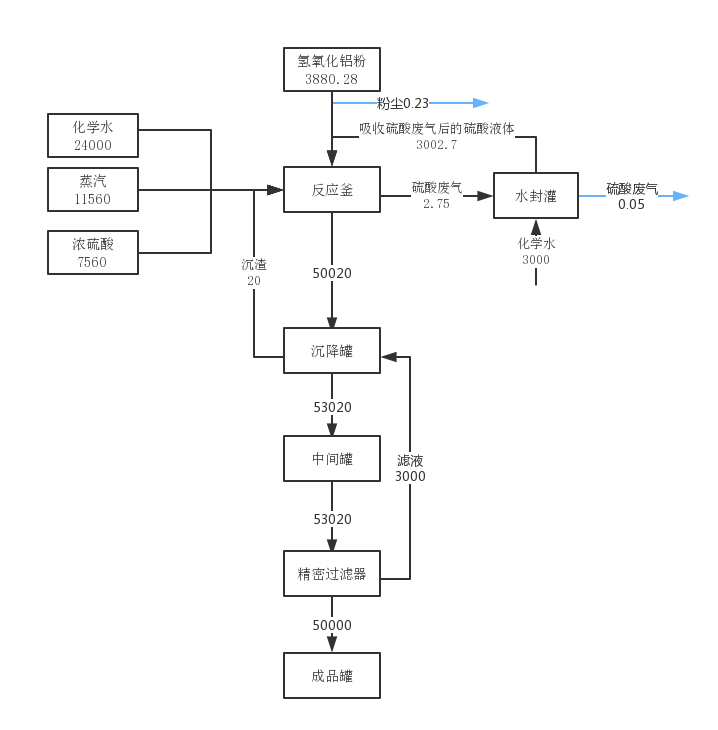 氢氧化铝粉
3880.28
粉尘0.23
化学水
24000
吸收硫酸废气后的硫酸液体
3002.7
蒸汽
11560
反应釜
硫酸废气
2.75
水封灌
硫酸废气
0.05
浓硫酸
7560
化学水
3000
沉渣
20
50020
沉降罐
53020
中间罐
滤液
3000
53020
精密过滤器
50000
成品罐